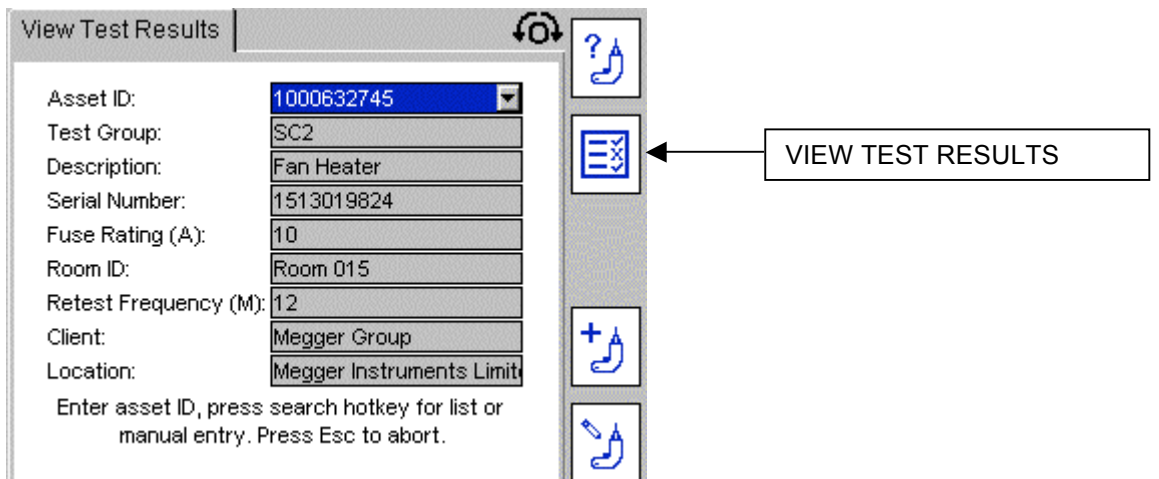 View Test Results
Asset ID: 1000632745
Test Group: SC2
Description: Fan Heater
Serial Number: 1513019824
Fuse Rating (A): 10
Room ID: Room 015
Retest Frequency (M): 12
Client: Megger Group
Location: Megger Instruments Limit
Enter asset ID, press search hotkey for list or
manual entry. Press Esc to abort.
VIEW TEST RESULTS